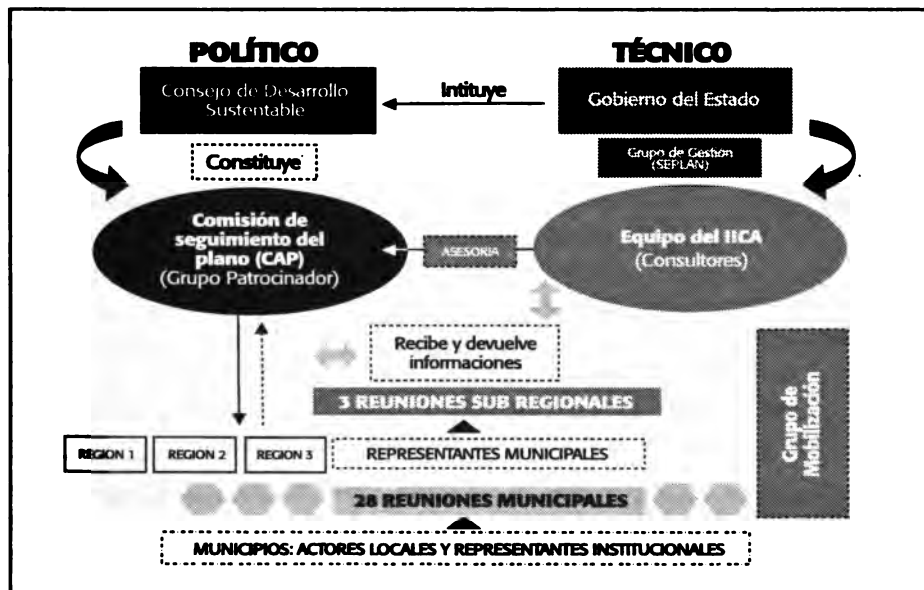 POLÍTICO
TÉCNICO
Consejo de Desarrollo
Sustentable
Intituye
Gobierno del Estado
Constituye
Grupo de Gestión
(SEPLAN)
Comisión de
seguimiento del
plano (CAP)
(Grupo Patrocinador)
ASESORIA
Equipo del IICA
(Consultores)
Recibe y devuelve
informaciones
3 REUNIONES SUB REGIONALES
REGION 1
REGION 2
REGION 3
REPRESENTANTES MUNICIPALES
28 REUNIONES MUNICIPALES
MUNICIPIOS: ACTORES LOCALES Y REPRESENTANTES INSTITUCIONALES
Grupo de
Mobilización